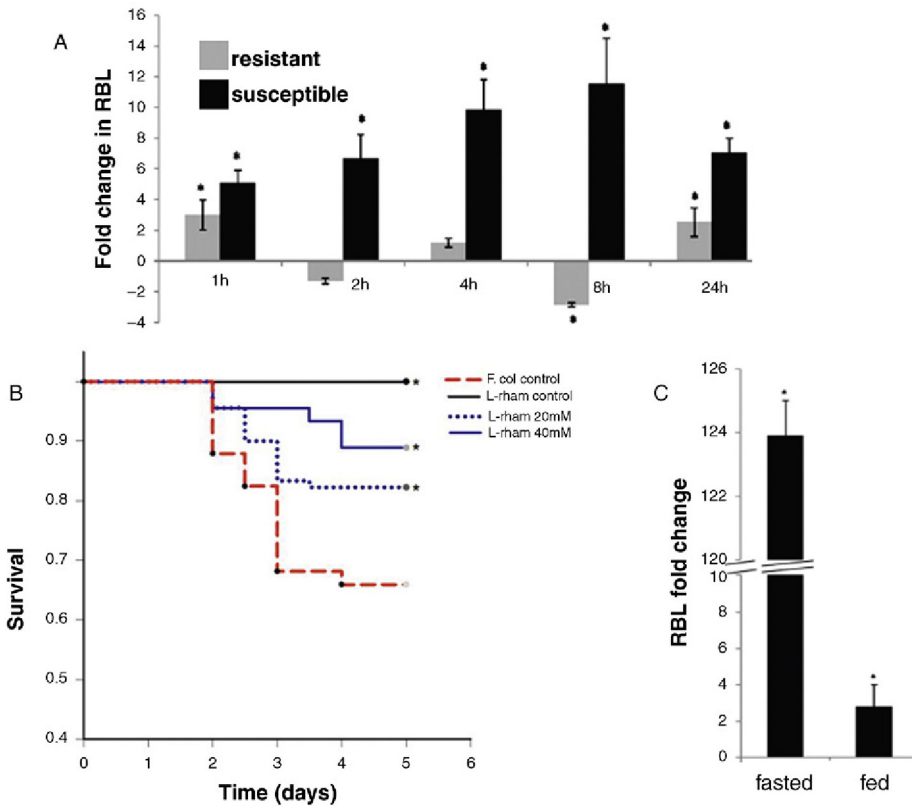 A
Fold change in RBL
16
14
12
10
8
6
4
2
0
−2
−4
resistant
susceptible
*
*
*
*
*
*
*
*
1h
2h
4h
8h
24h
B
Survival
0.9
0.8
0.7
0.6
0.5
0.4
0
1
2
3
4
5
6
Time (days)
F. col control
L-rham control
L-rham 20mM
L-rham 40mM
*
*
*
C
RBL fold change
126
124
122
120
10
8
6
4
2
0
*
*
fasted
fed